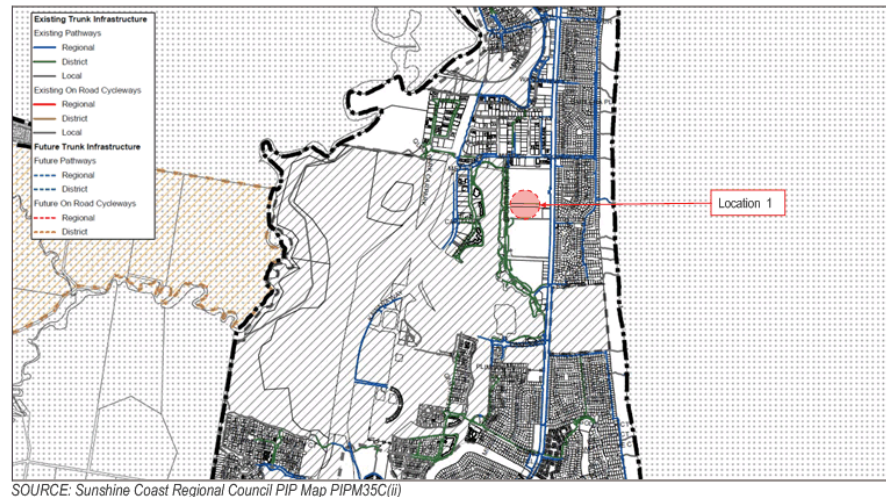 Existing Trunk Infrastructure
Existing Pathways
Regional
District
Local
Existing On Road Cycleways
Regional
District
Local
Future Trunk Infrastructure
Future Pathways
Regional
District
Future On Road Cycleways
Regional
District
Location 1
SOURCE: Sunshine Coast Regional Council PIP Map PIPM35C(ii)